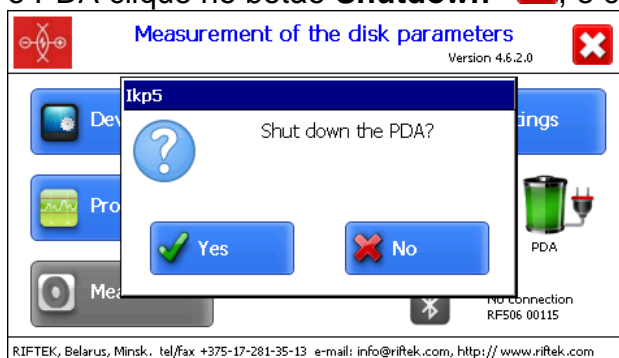 Shutdown
Measurement of the disk parameters
Version 4.6.2.0
Ikp5
Shut down the PDA?
Yes
No
PDA
RF506 00115
RIFTEK, Belarus, Minsk. tel/fax +375-17-281-35-13 e-mail: info@riftek.com, http://www.riftek.com